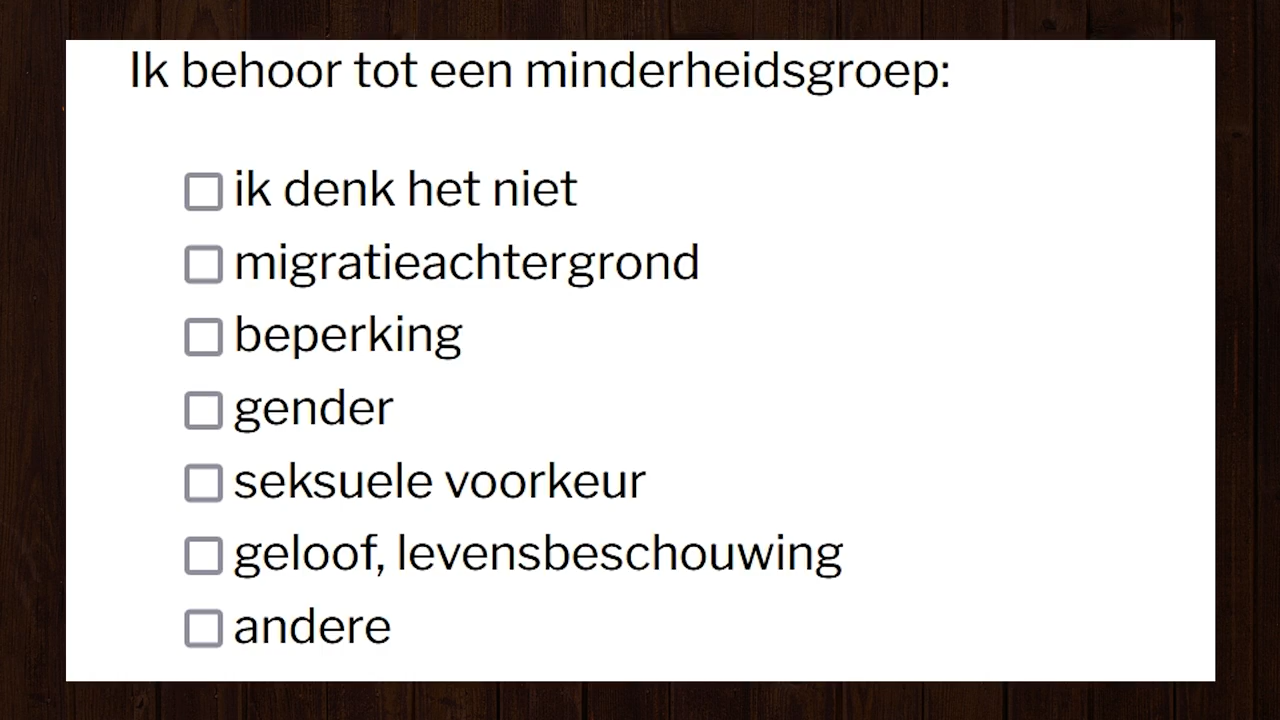 Ik behoor tot een minderheidsgroep:
ik denk het niet
migratieachtergrond
beperking
gender
seksuele voorkeur
geloof, levensbeschouwing
andere